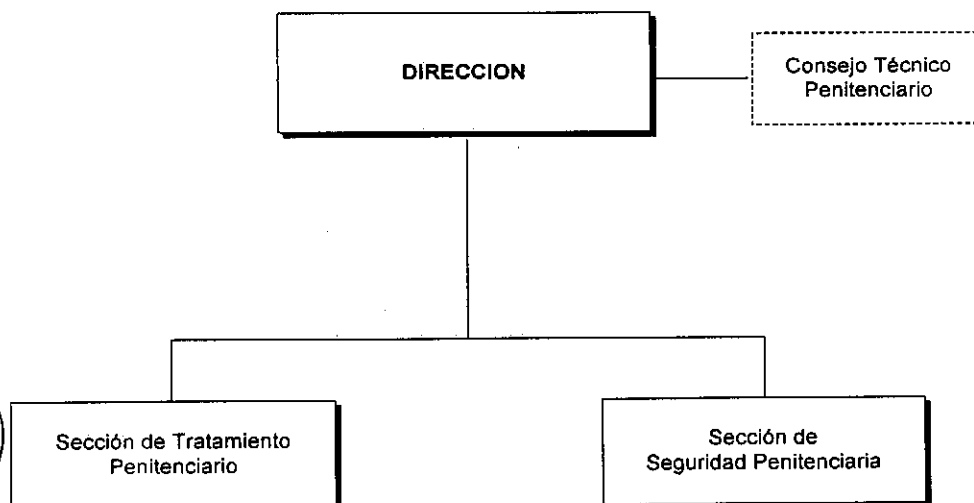 DIRECCION
Consejo Técnico
Penitenciario
Sección de Tratamiento
Penitenciario
Sección de
Seguridad Penitenciaria